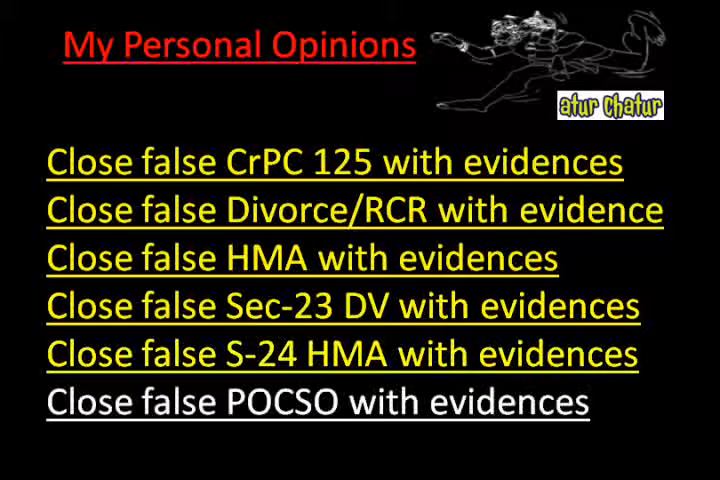 My Personal Opinions
atur Chatur
Close false CrPC 125 with evidences
Close false Divorce/RCR with evidence
Close false HMA with evidences
Close false Sec-23 DV with evidences
Close false S-24 HMA with evidences
Close false POCSO with evidences